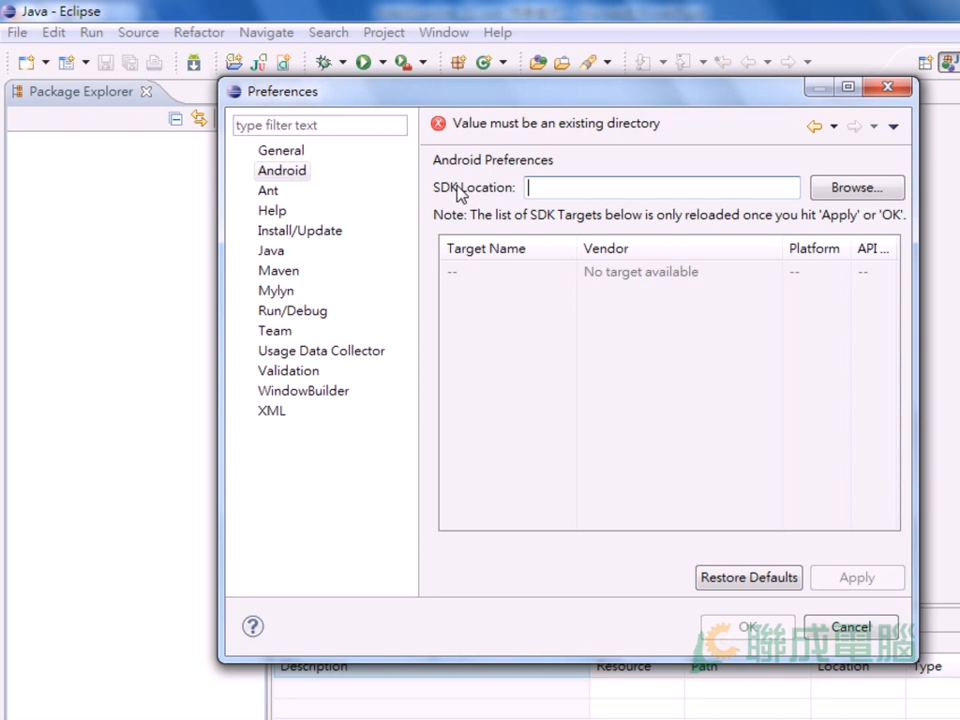 Java - Eclipse
File Edit Run Source Refactor Navigate Search Project Window Help
Package Explorer
Preferences
type filter text
Value must be an existing directory
General
Android
Ant
Help
Install/Update
Java
Maven
Mylyn
Run/Debug
Team
Usage Data Collector
Validation
WindowBuilder
XML
Android Preferences
SDK Location:
Browse...
Note: The list of SDK Targets below is only reloaded once you hit 'Apply' or 'OK'.
Target Name Vendor Platform API ...
-- No target available -- --
Restore Defaults Apply
OK Cancel
聯成電腦
Description Resource Path Location Type